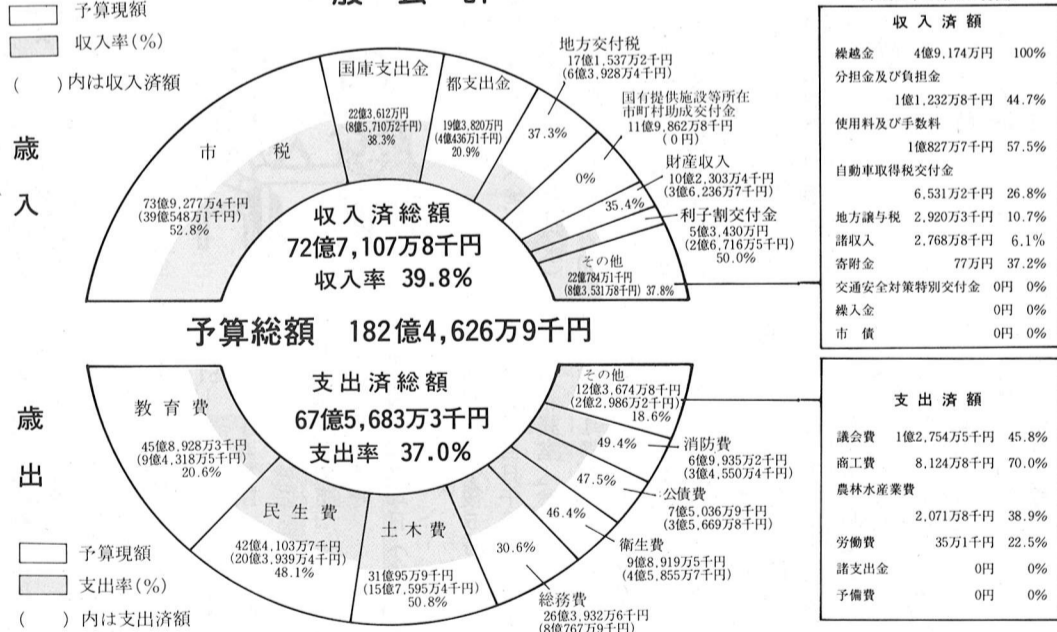 予算現額
収入率(%)
( )内は収入済額
歳入
市税
73億9,277万4千円
(39億548万1千円)
52.8%
国庫支出金
22億3,612万円
(8億5,710万2千円)
38.3%
都支出金
19億3,820万円
(4億436万1千円)
20.9%
地方交付税
17億1,537万2千円
(6億3,928万4千円)
37.3%
国有提供施設等所在
市町村助成交付金
11億9,862万8千円
(0円)
0%
財産収入
10億2,303万4千円
(3億6,236万7千円)
35.4%
利子割交付金
5億3,430万円
(2億6,716万5千円)
50.0%
その他
22億784万1千円
(8億3,531万8千円) 37.8%
収入済総額
72億7,107万8千円
収入率 39.8%
収入済額
繰越金 4億9,174万円 100%
分担金及び負担金
1億1,232万8千円 44.7%
使用料及び手数料
1億827万7千円 57.5%
自動車取得税交付金
6,531万2千円 26.8%
地方譲与税 2,920万3千円 10.7%
諸収入 2,768万8千円 6.1%
寄附金 77万円 37.2%
交通安全対策特別交付金 0円 0%
繰入金 0円 0%
市債 0円 0%
予算総額 182億4,626万9千円
歳出
支出済総額
67億5,683万3千円
支出率 37.0%
教育費
45億8,928万3千円
(9億4,318万5千円)
20.6%
民生費
42億4,103万7千円
(20億3,939万4千円)
48.1%
土木費
31億95万9千円
(15億7,595万4千円)
50.8%
30.6%
総務費
26億3,932万6千円
(8億767万9千円)
46.4%
衛生費
9億8,919万5千円
(4億5,855万7千円)
47.5%
公債費
7億5,036万9千円
(3億5,669万8千円)
49.4%
消防費
6億9,935万2千円
(3億4,550万4千円)
その他
12億3,674万8千円
(2億2,986万2千円)
18.6%
支出済額
議会費 1億2,754万5千円 45.8%
商工費 8,124万8千円 70.0%
農林水産業費
2,071万8千円 38.9%
労働費 35万1千円 22.5%
諸支出金 0円 0%
予備費 0円 0%
予算現額
支出率(%)
( )内は支出済額